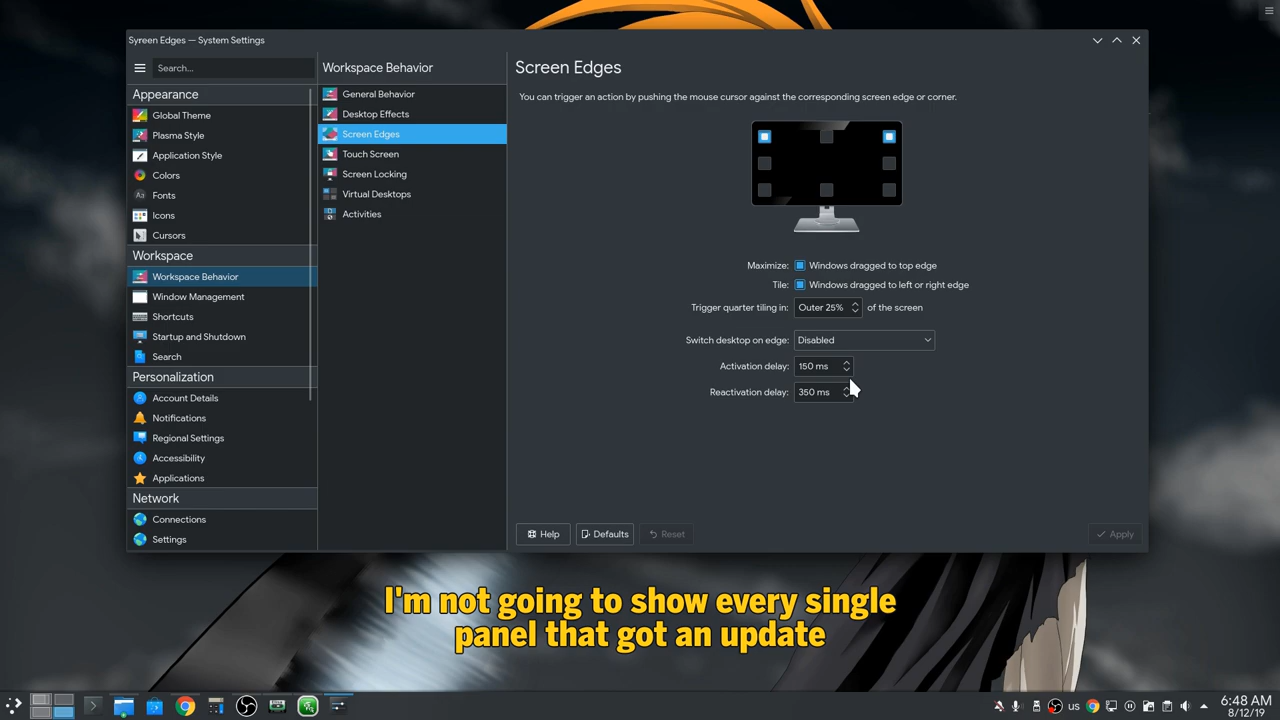 Syreen Edges — System Settings
Search...
Appearance
Global Theme
Plasma Style
Application Style
Colors
Aa Fonts
Icons
Cursors
Workspace
Workspace Behavior
Window Management
Shortcuts
Startup and Shutdown
Search
Personalization
Account Details
Notifications
Regional Settings
Accessibility
Applications
Network
Connections
Settings
Workspace Behavior
General Behavior
Desktop Effects
Screen Edges
Touch Screen
Screen Locking
Virtual Desktops
Activities
Screen Edges
You can trigger an action by pushing the mouse cursor against the corresponding screen edge or corner.
Maximize: Windows dragged to top edge
Tile: Windows dragged to left or right edge
Trigger quarter tiling in: Outer 25% of the screen
Switch desktop on edge: Disabled
Activation delay: 150 ms
Reactivation delay: 350 ms
Help Defaults Reset Apply
I'm not going to show every single
panel that got an update
us
6:48 AM
8/12/19